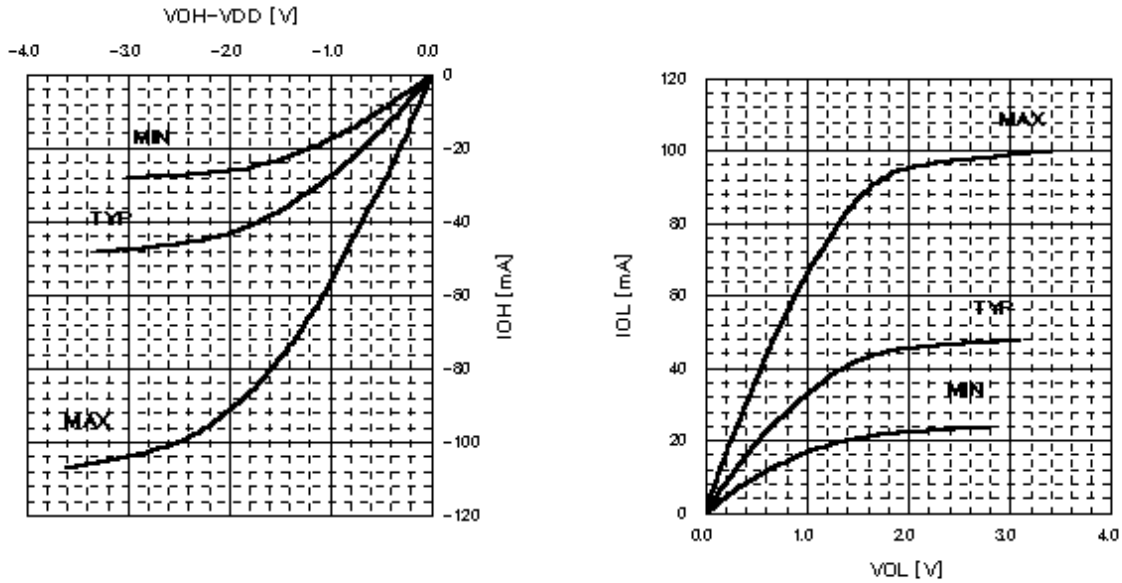 VOH-VDD [V]
-4.0 -3.0 -2.0 -1.0 0.0
0
MIN
-20
TYP
-40
-60
-80
MAX
-100
-120
IOH [mA]
120
MAX
100
80
60
TYP
40
MIN
20
0
IOL [mA]
0.0 1.0 2.0 3.0 4.0
VOL [V]